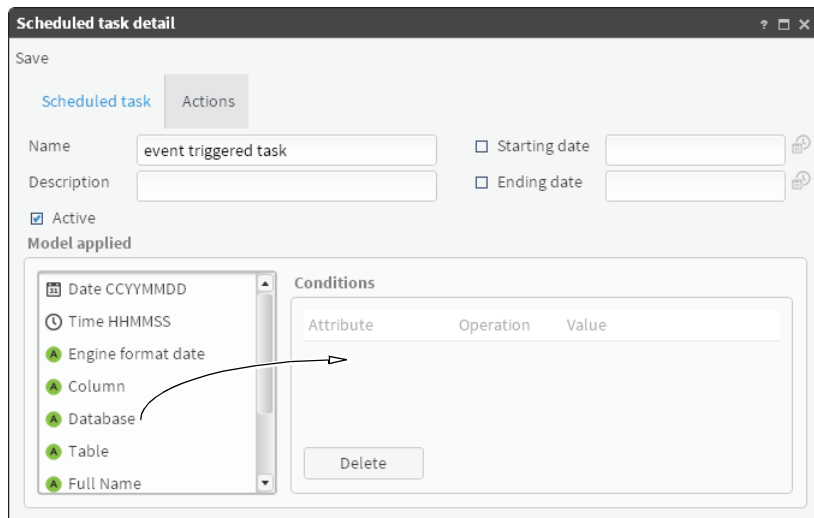 Scheduled task detail
?
Save
Scheduled task Actions
Name event triggered task Starting date
Description Ending date
Active
Model applied
Conditions
31 Date CCYYMMDD
Time HHMMSS
A Engine format date
A Column
A Database
A Table
A Full Name
Attribute Operation Value
Delete